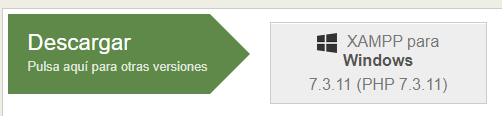 Descargar
Pulsa aquí para otras versiones
XAMPP para
Windows
7.3.11 (PHP 7.3.11)